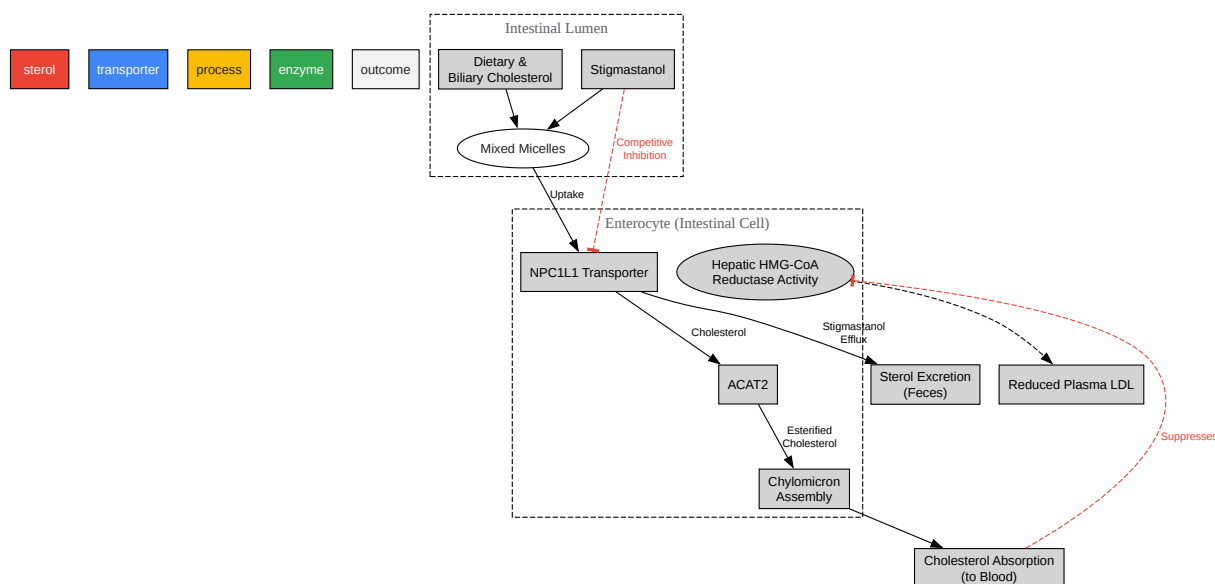 Intestinal Lumen
sterol
transporter
process
enzyme
outcome
Dietary &
Biliary Cholesterol
Stigmastanol
Mixed Micelles
Competitive
Inhibition
Uptake
Enterocyte (Intestinal Cell)
NPC1L1 Transporter
Hepatic HMG-CoA
Reductase Activity
Cholesterol
Stigmastanol
Efflux
ACAT2
Sterol Excretion
(Feces)
Reduced Plasma LDL
Esterified
Cholesterol
Suppresses
Chylomicron
Assembly
Cholesterol Absorption
(to Blood)